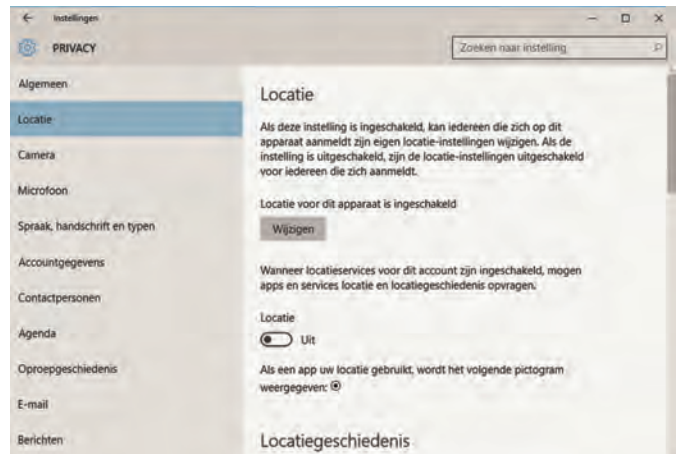 Instellingen
PRIVACY
Zoeken naar instelling
Algemeen
Locatie
Camera
Microfoon
Spraak, handschrift en typen
Accountgegevens
Contactpersonen
Agenda
Oproepgeschiedenis
E-mail
Berichten
Locatie
Als deze instelling is ingeschakeld, kan iedereen die zich op dit
apparaat aanmeldt zijn eigen locatie-instellingen wijzigen. Als de
instelling is uitgeschakeld, zijn de locatie-instellingen uitgeschakeld
voor iedereen die zich aanmeldt.
Locatie voor dit apparaat is ingeschakeld
Wijzigen
Wanneer locatieservices voor dit account zijn ingeschakeld, mogen
apps en services locatie en locatiegeschiedenis opvragen.
Locatie
Uit
Als een app uw locatie gebruikt, wordt het volgende pictogram
weergegeven:
Locatiegeschiedenis